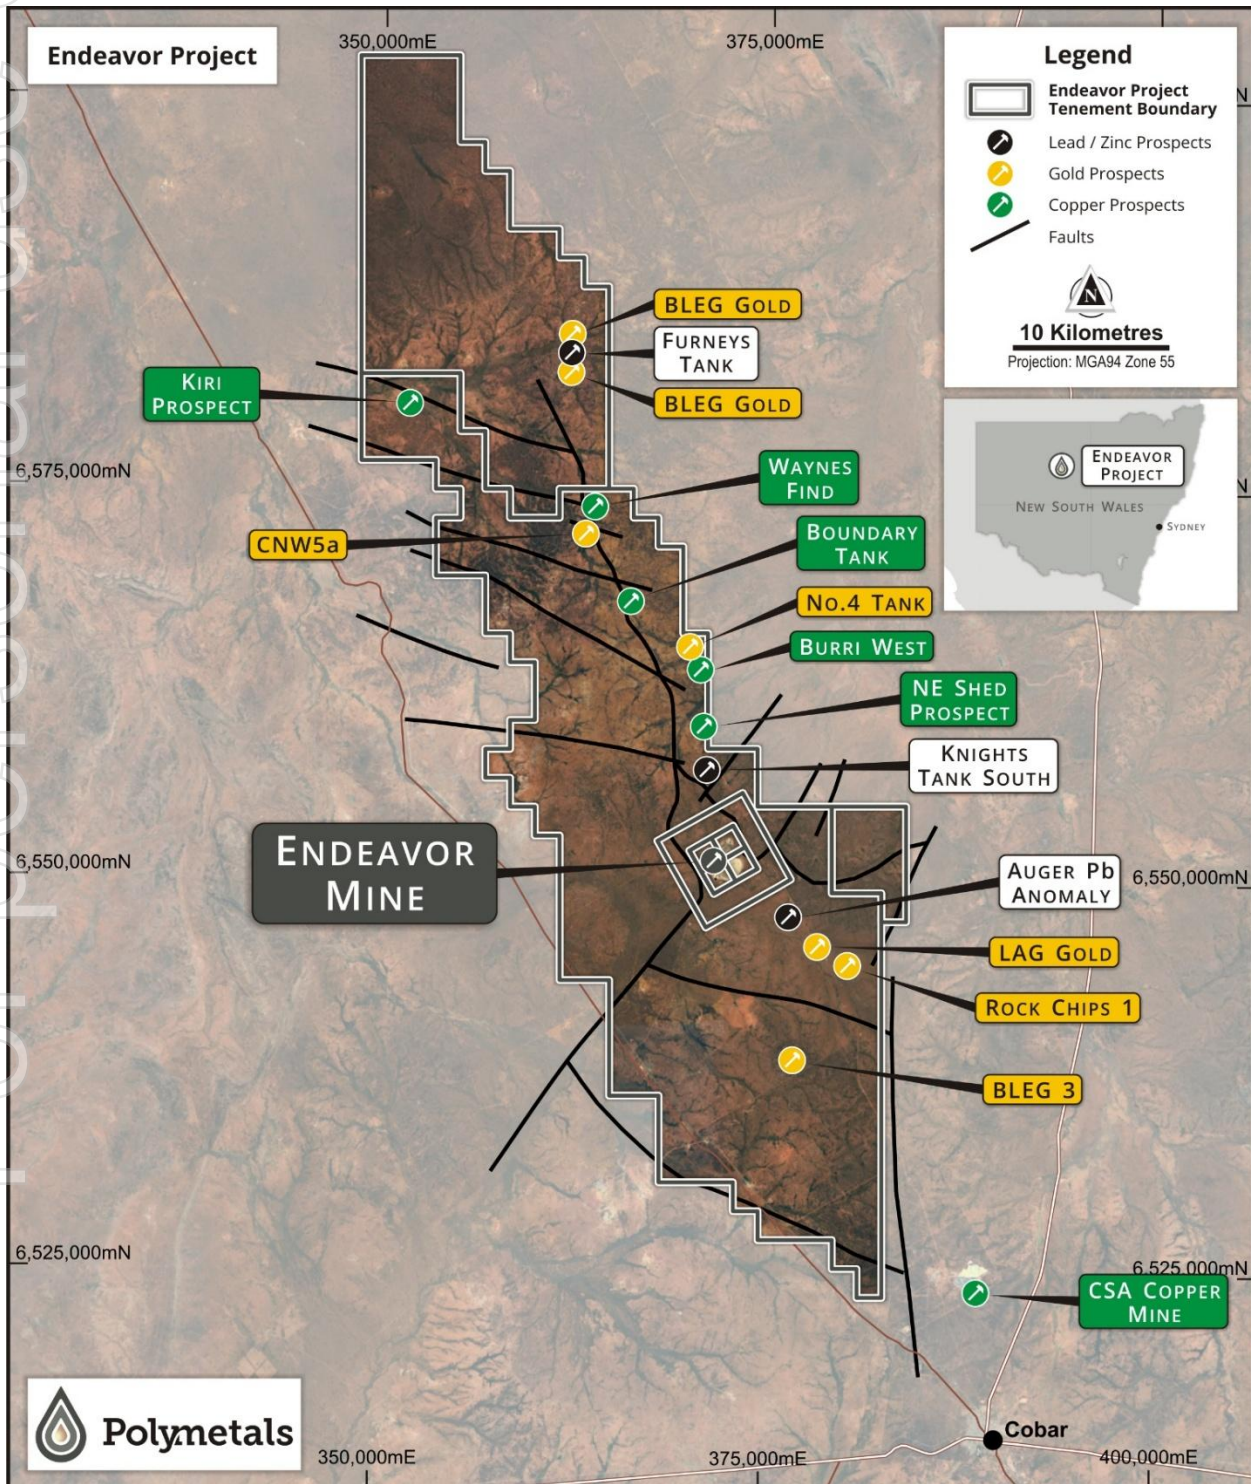 Endeavor Project
350,000mE
375,000mE
Legend
Endeavor Project
Tenement Boundary
Lead / Zinc Prospects
Gold Prospects
Copper Prospects
Faults
N
10 Kilometres
Projection: MGA94 Zone 55
N
BLEG GOLD
FURNEYS
TANK
BLEG GOLD
KIRI
PROSPECT
ENDEAVOR
PROJECT
NEW SOUTH WALES
SYDNEY
6,575,000mN
N
WAYNES
FIND
CNW5a
BOUNDARY
TANK
NO.4 TANK
BURRI WEST
NE SHED
PROSPECT
KNIGHTS
TANK SOUTH
ENDEAVOR
MINE
6,550,000mN
AUGER Pb
ANOMALY
6,550,000mN
LAG GOLD
ROCK CHIPS 1
BLEG 3
6,525,000mN
6,525,000mN
CSA COPPER
MINE
Polymetals
Cobar
350,000mE
375,000mE
400,000mE